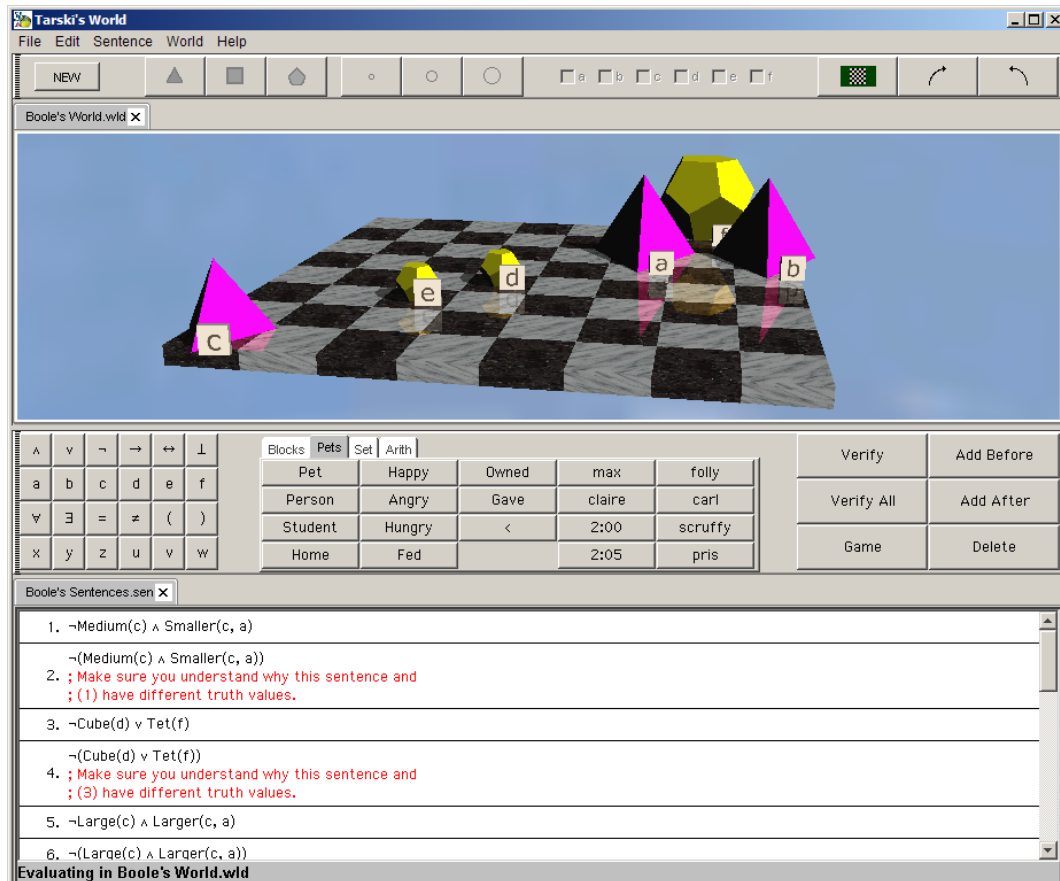 Tarski's World
File Edit Sentence World Help
NEW a b c d e f
Boole's World.wld
a b c d e f
∧ ∨ ¬ → ↔ ⊥
a b c d e f
∀ ∃ = ≠ ( )
x y z u v w
Blocks Pets Set Arith
Pet Happy Owned max folly
Person Angry Gave claire carl
Student Hungry < 2:00 scruffy
Home Fed 2:05 pris
Verify Add Before
Verify All Add After
Game Delete
Boole's Sentences.sen
1. ¬Medium(c) ∧ Smaller(c, a)
¬(Medium(c) ∧ Smaller(c, a))
2. ; Make sure you understand why this sentence and
; (1) have different truth values.
3. ¬Cube(d) ∨ Tet(f)
¬(Cube(d) ∨ Tet(f))
4. ; Make sure you understand why this sentence and
; (3) have different truth values.
5. ¬Large(c) ∧ Larger(c, a)
6. ¬(Large(c) ∧ Larger(c, a))
Evaluating in Boole's World.wld